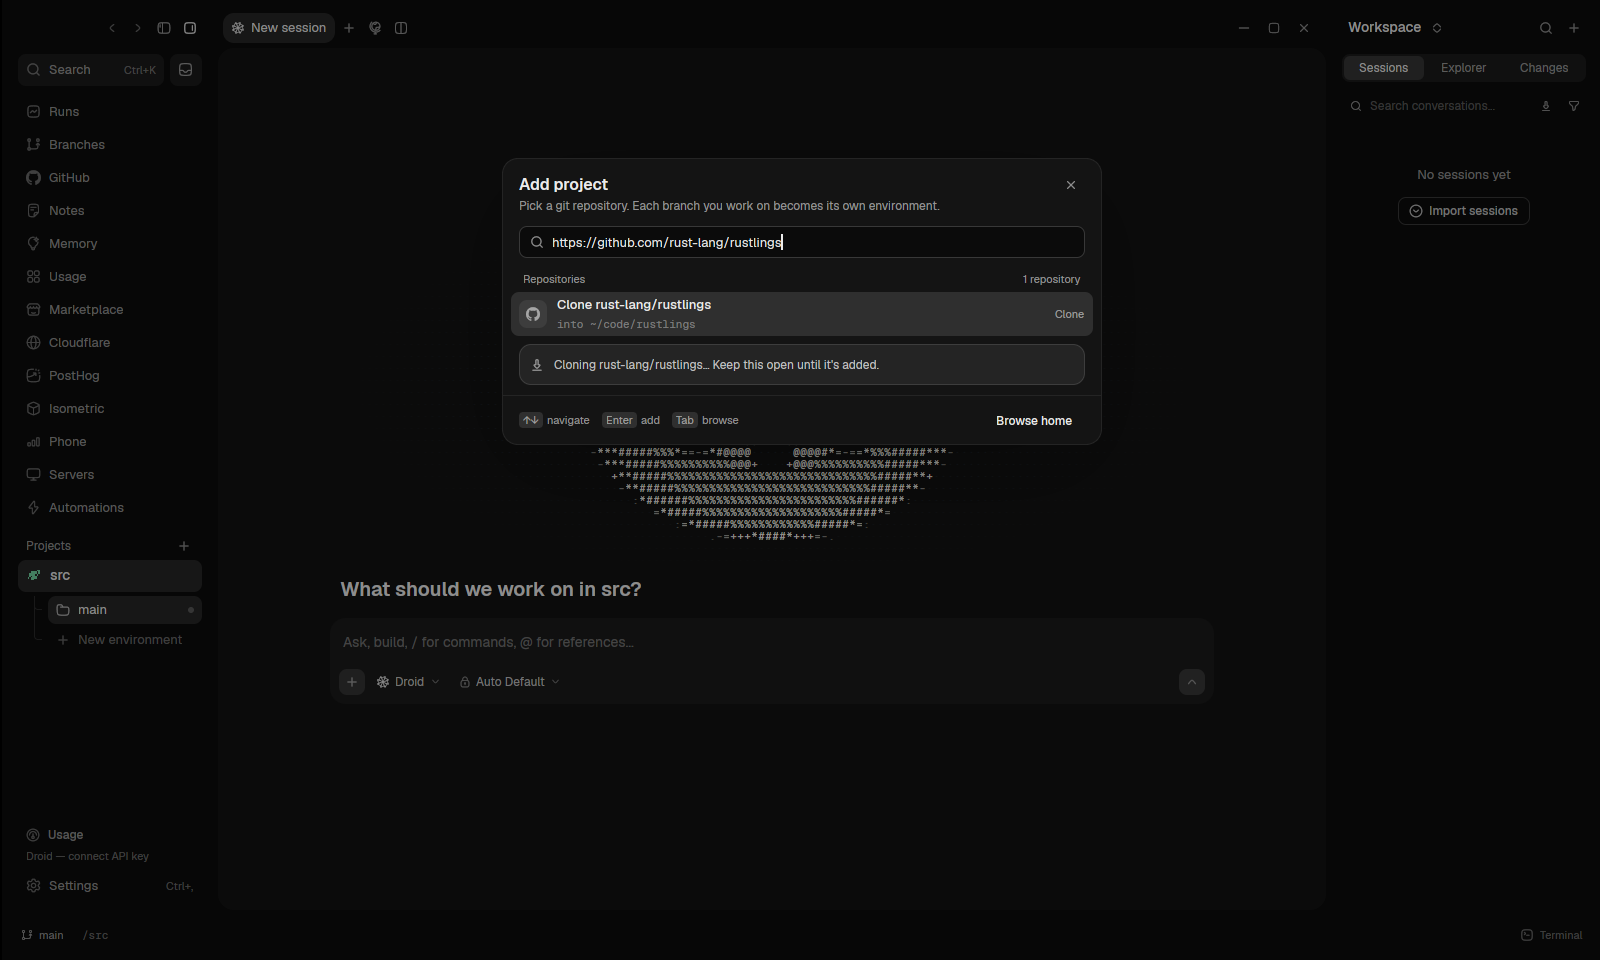 New session
Workspace
Search Ctrl+K
Sessions Explorer Changes
Search conversations...
Runs
Branches
GitHub
Notes
Memory
Usage
Marketplace
Cloudflare
PostHog
Isometric
Phone
Servers
Automations
Projects
src
main
New environment
No sessions yet
Import sessions
Add project
Pick a git repository. Each branch you work on becomes its own environment.
https://github.com/rust-lang/rustlings
Repositories 1 repository
Clone rust-lang/rustlings
into ~/code/rustlings
Clone
Cloning rust-lang/rustlings... Keep this open until it's added.
navigate Enter add Tab browse
Browse home
What should we work on in src?
Ask, build, / for commands, @ for references...
Droid Auto Default
Usage
Droid — connect API key
Settings Ctrl+,
main /src
Terminal